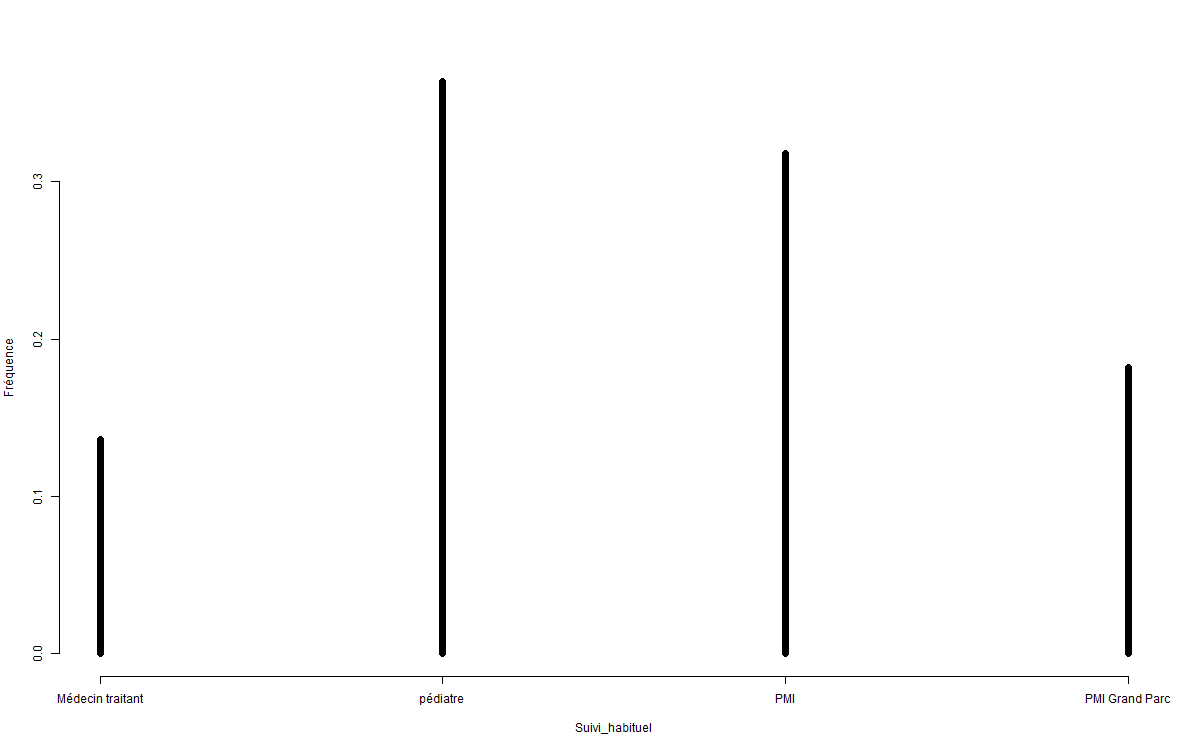 Fréquence
0.3
0.2
0.1
0.0
Médecin traitant
pédiatre
PMI
PMI Grand Parc
Suivi_habituel